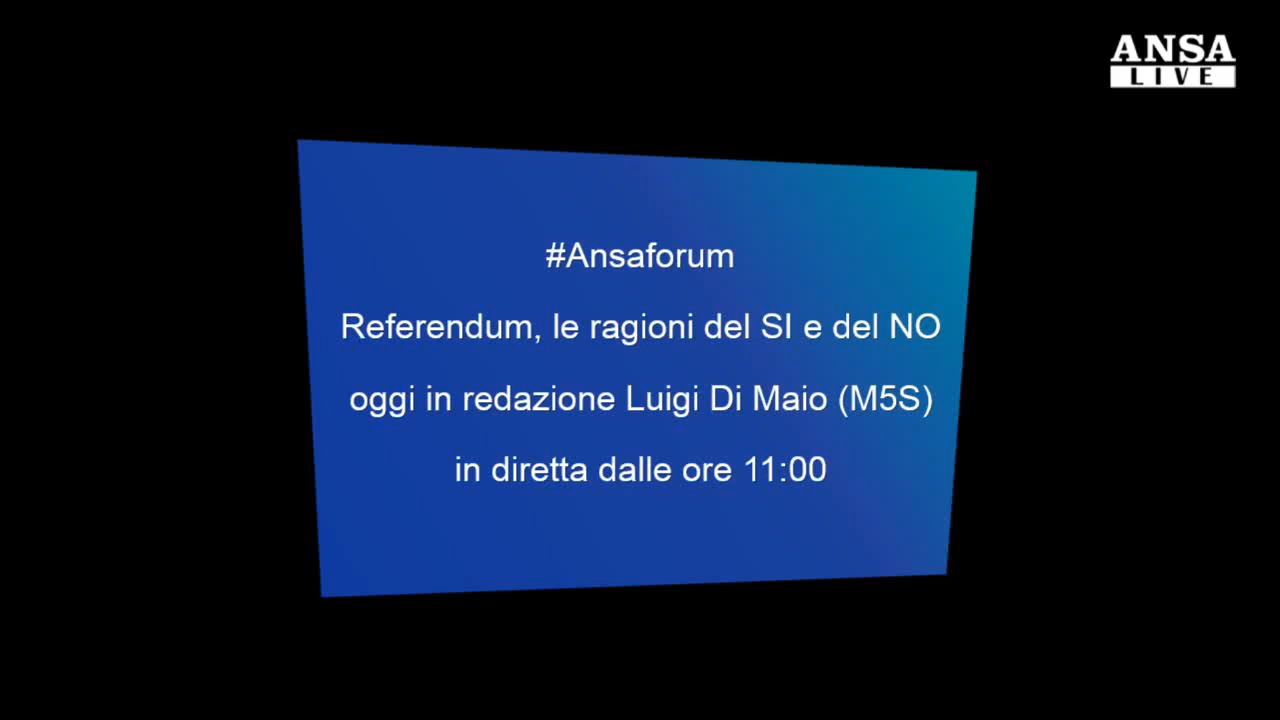 ANSA
LIVE
#Ansaforum
Referendum, le ragioni del SI e del NO
oggi in redazione Luigi Di Maio (M5S)
in diretta dalle ore 11:00